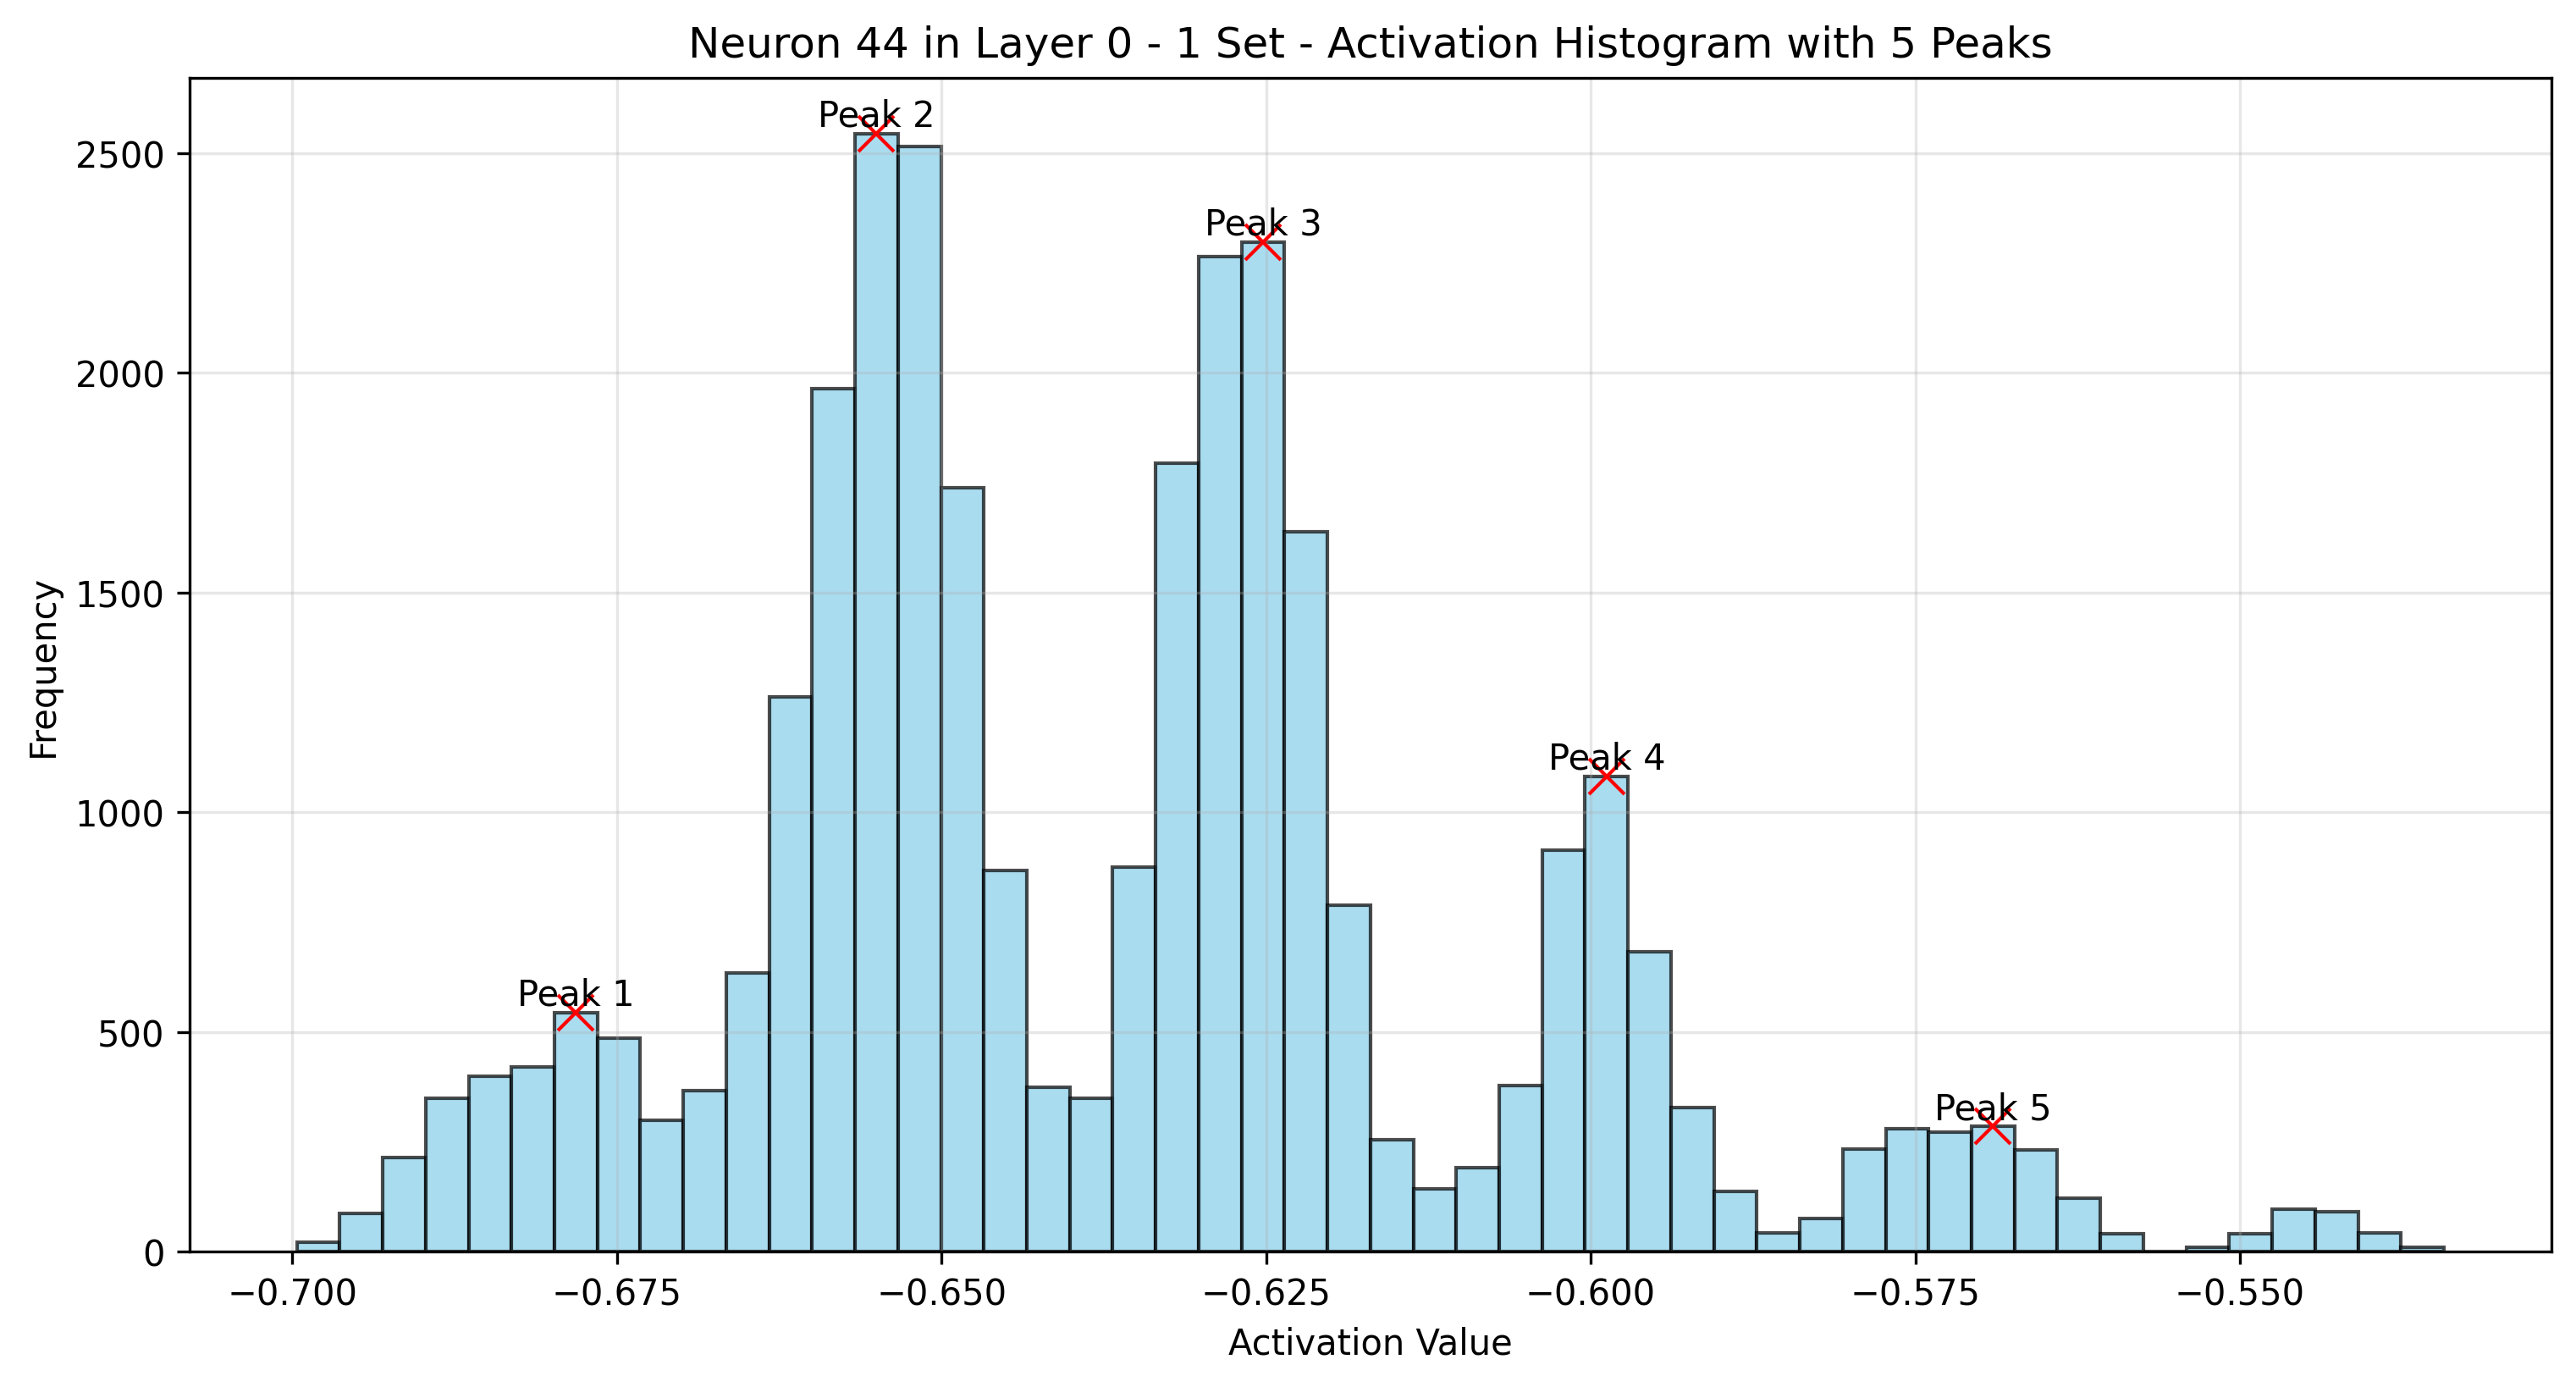 Neuron 44 in Layer 0 - 1 Set - Activation Histogram with 5 Peaks
Peak 2
2500
Peak 3
2000
1500
Frequency
Peak 4
1000
Peak 1
500
Peak 5
0
−0.700 −0.675 −0.650 −0.625 −0.600 −0.575 −0.550
Activation Value